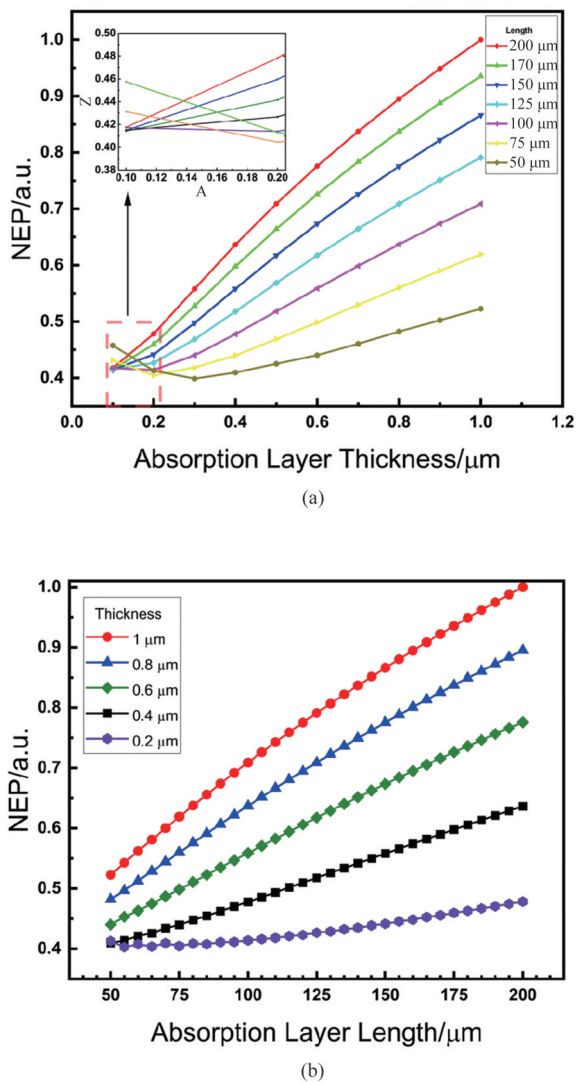 0.50
0.48
0.46
0.44
0.42
0.40
0.38
Z
0.10 0.12 0.14 0.16 0.18 0.20
A
Length
200 μm
170 μm
150 μm
125 μm
100 μm
75 μm
50 μm
1.0
0.9
0.8
0.7
0.6
0.5
0.4
NEP/a.u.
0.0 0.2 0.4 0.6 0.8 1.0 1.2
Absorption Layer Thickness/μm
(a)
Thickness
1 μm
0.8 μm
0.6 μm
0.4 μm
0.2 μm
1.0
0.9
0.8
0.7
0.6
0.5
0.4
NEP/a.u.
50 75 100 125 150 175 200
Absorption Layer Length/μm
(b)